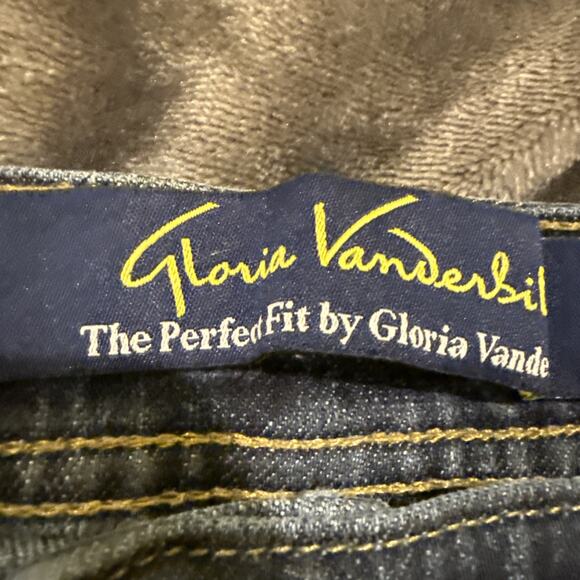 Gloria Vanderbil
The Perfect Fit by Gloria Vande